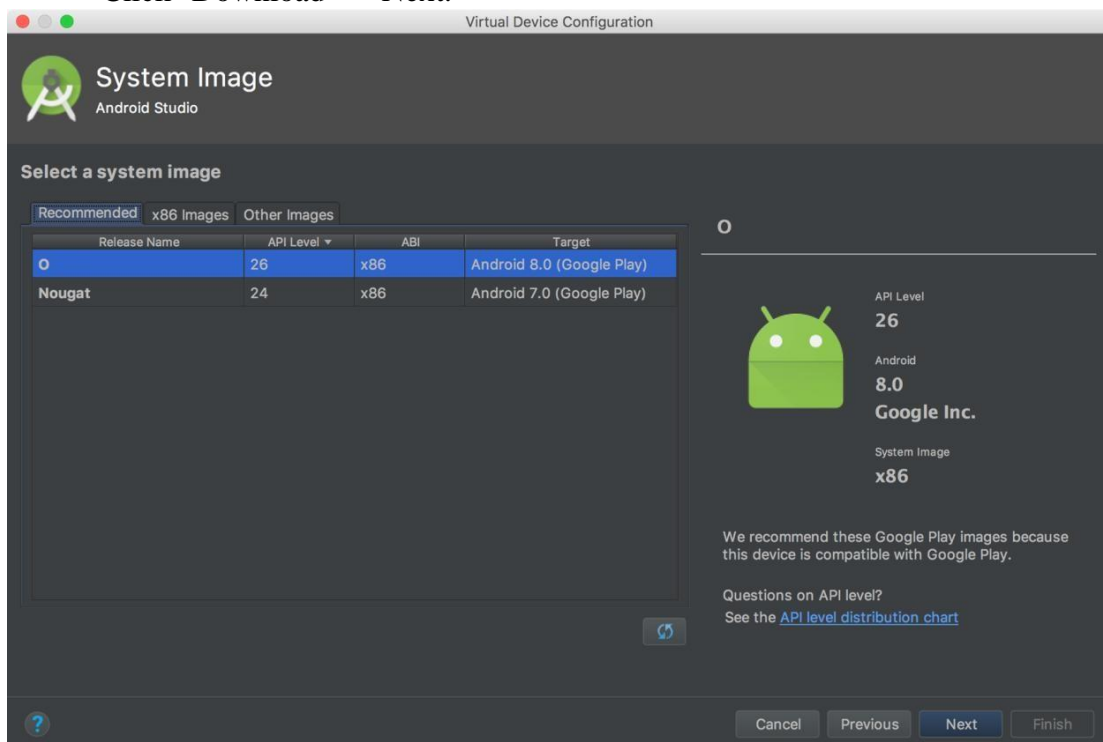 Virtual Device Configuration
System Image
Android Studio
Select a system image
Recommended x86 Images Other Images
Release Name API Level ABI Target
O 26 x86 Android 8.0 (Google Play)
Nougat 24 x86 Android 7.0 (Google Play)
O
API Level
26
Android
8.0
Google Inc.
System Image
x86
We recommend these Google Play images because
this device is compatible with Google Play.
Questions on API level?
See the API level distribution chart
? Cancel Previous Next Finish